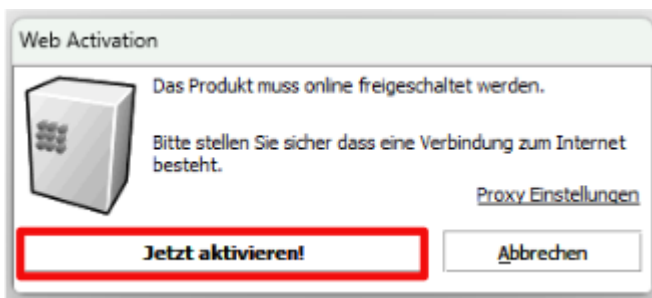 Web Activation
Das Produkt muss online freigeschaltet werden.
Bitte stellen Sie sicher dass eine Verbindung zum Internet
besteht.
Proxy Einstellungen
Jetzt aktivieren!
Abbrechen